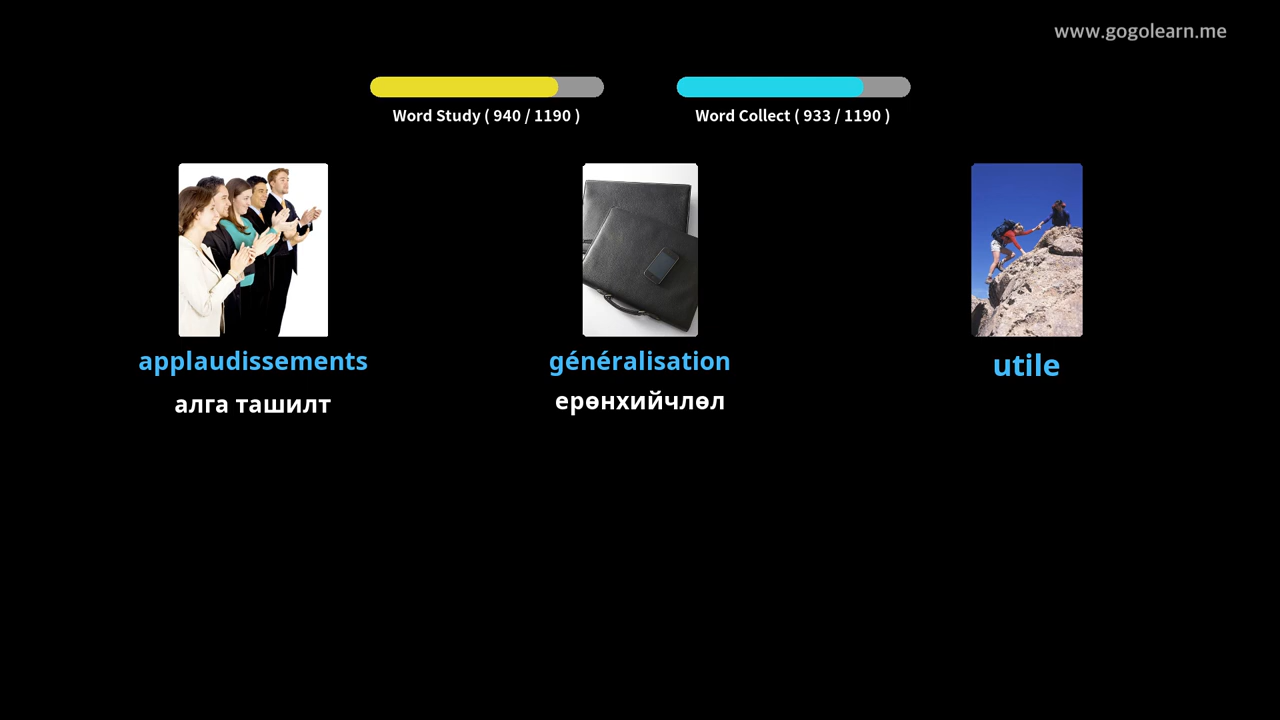 www.gogolearn.me
Word Study ( 940 / 1190 )
Word Collect ( 933 / 1190 )
applaudissements
алга ташилт
généralisation
ерөнхийчлөл
utile